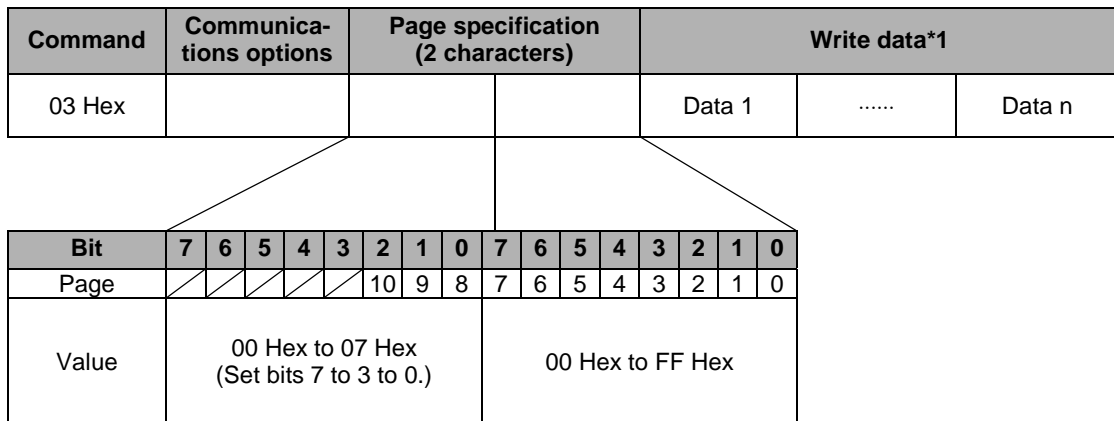 Command Communica-tions options Page specification (2 characters) Write data*1
03 Hex Data 1 ...... Data n
Bit 7 6 5 4 3 2 1 0 7 6 5 4 3 2 1 0
Page 10 9 8 7 6 5 4 3 2 1 0
Value 00 Hex to 07 Hex (Set bits 7 to 3 to 0.) 00 Hex to FF Hex